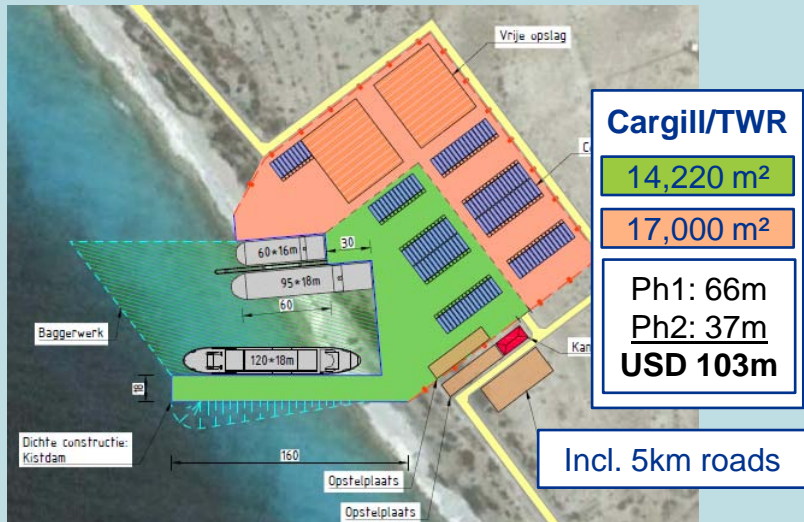 Vrije opslag
Cargill/TWR
14,220 m²
17,000 m²
Ph1: 66m
Ph2: 37m
USD 103m
Incl. 5km roads
60*16m
30
95*18m
60
120*18m
18
160
Baggerwerk
Dichte constructie:
Kistdam
Opstelplaats
Opstelplaats